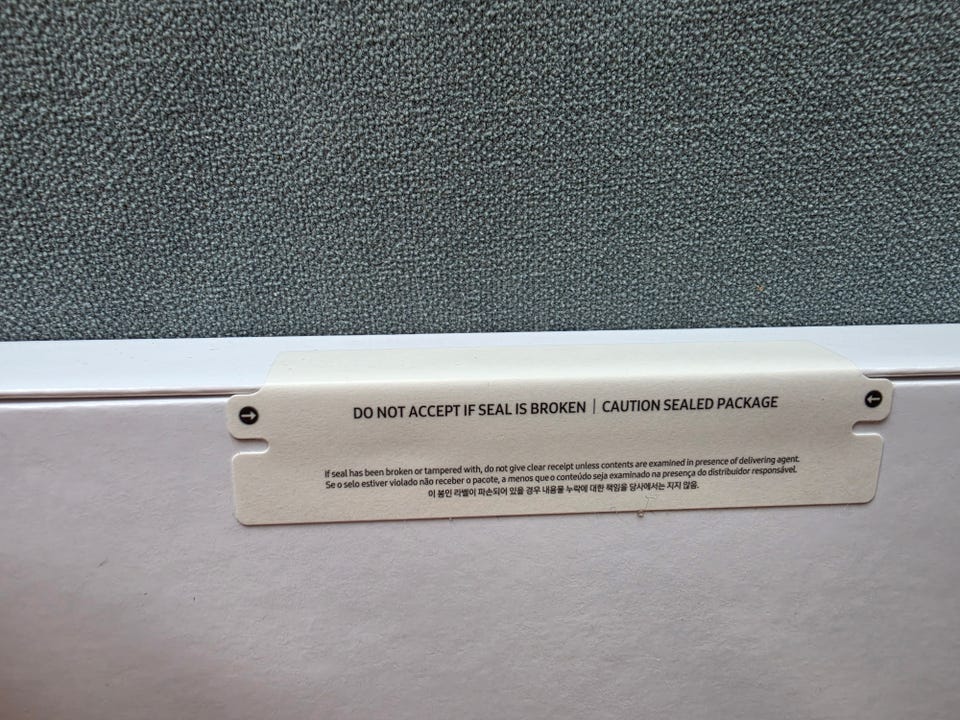 DO NOT ACCEPT IF SEAL IS BROKEN | CAUTION SEALED PACKAGE
If seal has been broken or tampered with, do not give clear receipt unless contents are examined in presence of delivering agent.
Se o selo estiver violado não receber o pacote, a menos que o conteúdo seja examinado na presença do distribuidor responsável.
이 봉인 라벨이 파손되어 있을 경우 내용물 누락에 대한 책임을 당사에서는 지지 않음.